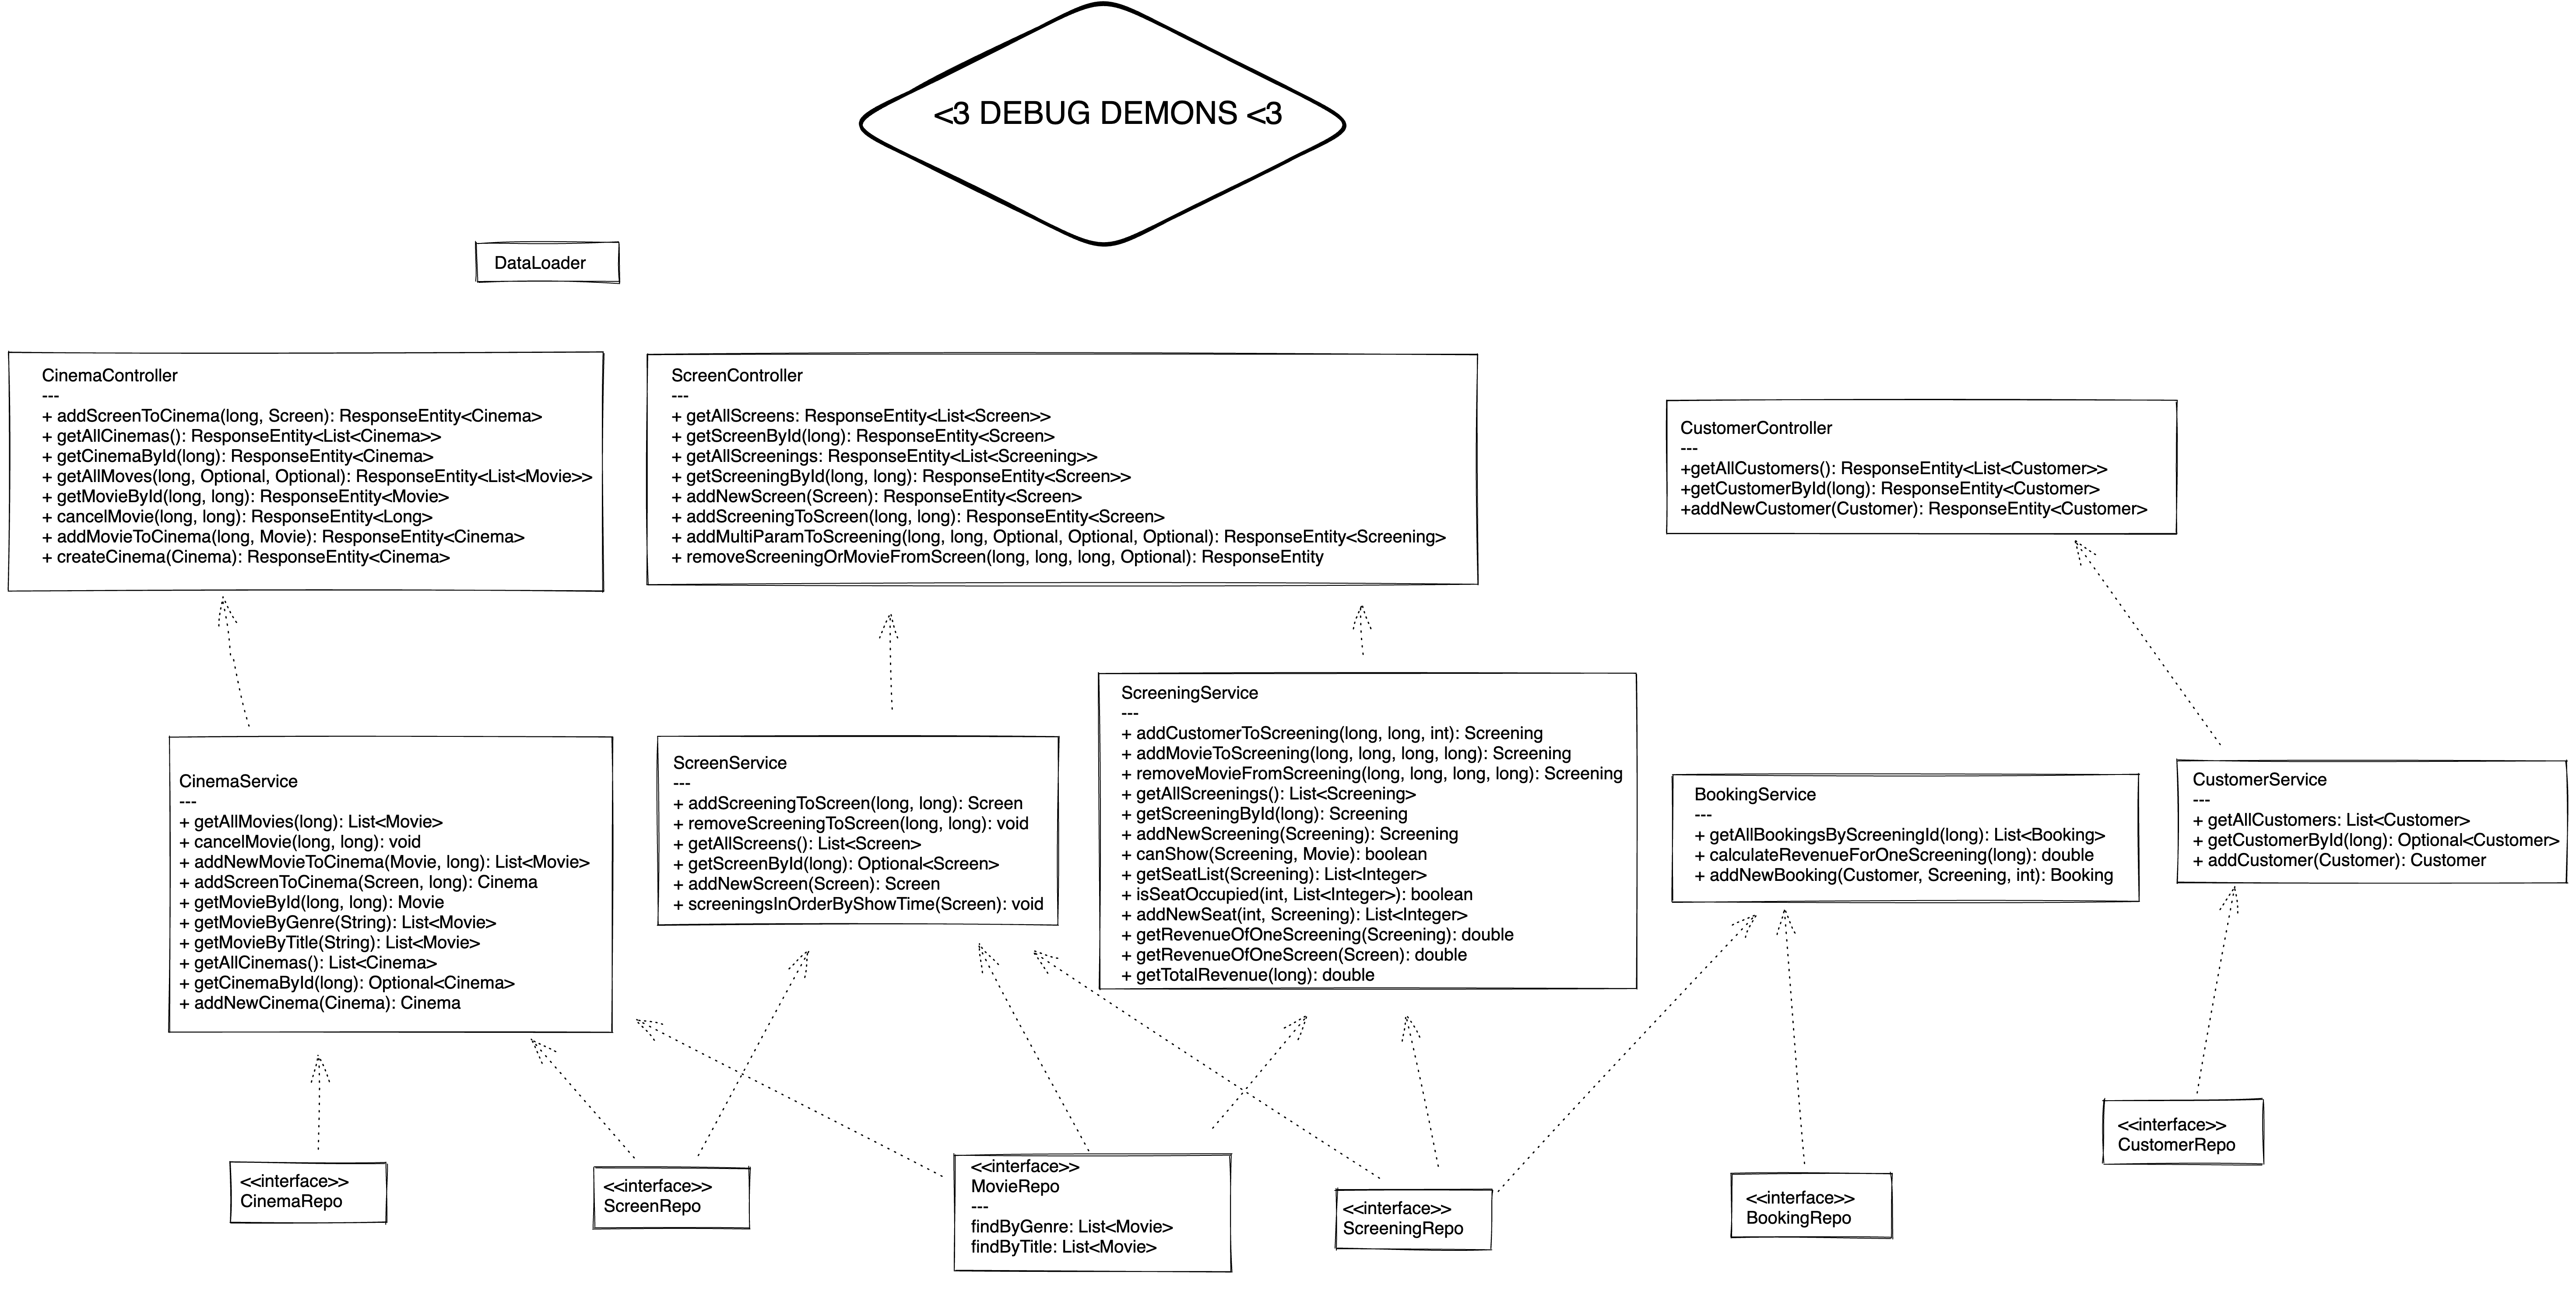 <3 DEBUG DEMONS <3
DataLoader
CinemaController
---
+ addScreenToCinema(long, Screen): ResponseEntity<Cinema>
+ getAllCinemas(): ResponseEntity<List<Cinema>>
+ getCinemaById(long): ResponseEntity<Cinema>
+ getAllMoves(long, Optional, Optional): ResponseEntity<List<Movie>>
+ getMovieById(long, long): ResponseEntity<Movie>
+ cancelMovie(long, long): ResponseEntity<Long>
+ addMovieToCinema(long, Movie): ResponseEntity<Cinema>
+ createCinema(Cinema): ResponseEntity<Cinema>
ScreenController
---
+ getAllScreens: ResponseEntity<List<Screen>>
+ getScreenById(long): ResponseEntity<Screen>
+ getAllScreenings: ResponseEntity<List<Screening>>
+ getScreeningById(long, long): ResponseEntity<Screen>>
+ addNewScreen(Screen): ResponseEntity<Screen>
+ addScreeningToScreen(long, long): ResponseEntity<Screen>
+ addMultiParamToScreening(long, long, Optional, Optional, Optional): ResponseEntity<Screening>
+ removeScreeningOrMovieFromScreen(long, long, long, Optional): ResponseEntity
CustomerController
---
+getAllCustomers(): ResponseEntity<List<Customer>>
+getCustomerById(long): ResponseEntity<Customer>
+addNewCustomer(Customer): ResponseEntity<Customer>
CinemaService
---
+ getAllMovies(long): List<Movie>
+ cancelMovie(long, long): void
+ addNewMovieToCinema(Movie, long): List<Movie>
+ addScreenToCinema(Screen, long): Cinema
+ getMovieById(long, long): Movie
+ getMovieByGenre(String): List<Movie>
+ getMovieByTitle(String): List<Movie>
+ getAllCinemas(): List<Cinema>
+ getCinemaById(long): Optional<Cinema>
+ addNewCinema(Cinema): Cinema
ScreenService
---
+ addScreeningToScreen(long, long): Screen
+ removeScreeningToScreen(long, long): void
+ getAllScreens(): List<Screen>
+ getScreenById(long): Optional<Screen>
+ addNewScreen(Screen): Screen
+ screeningsInOrderByShowTime(Screen): void
ScreeningService
---
+ addCustomerToScreening(long, long, int): Screening
+ addMovieToScreening(long, long, long, long): Screening
+ removeMovieFromScreening(long, long, long, long): Screening
+ getAllScreenings(): List<Screening>
+ getScreeningById(long): Screening
+ addNewScreening(Screening): Screening
+ canShow(Screening, Movie): boolean
+ getSeatList(Screening): List<Integer>
+ isSeatOccupied(int, List<Integer>): boolean
+ addNewSeat(int, Screening): List<Integer>
+ getRevenueOfOneScreening(Screening): double
+ getRevenueOfOneScreen(Screen): double
+ getTotalRevenue(long): double
BookingService
---
+ getAllBookingsByScreeningId(long): List<Booking>
+ calculateRevenueForOneScreening(long): double
+ addNewBooking(Customer, Screening, int): Booking
CustomerService
---
+ getAllCustomers: List<Customer>
+ getCustomerById(long): Optional<Customer>
+ addCustomer(Customer): Customer
<<interface>>
CinemaRepo
<<interface>>
ScreenRepo
<<interface>>
MovieRepo
---
findByGenre: List<Movie>
findByTitle: List<Movie>
<<interface>>
ScreeningRepo
<<interface>>
BookingRepo
<<interface>>
CustomerRepo